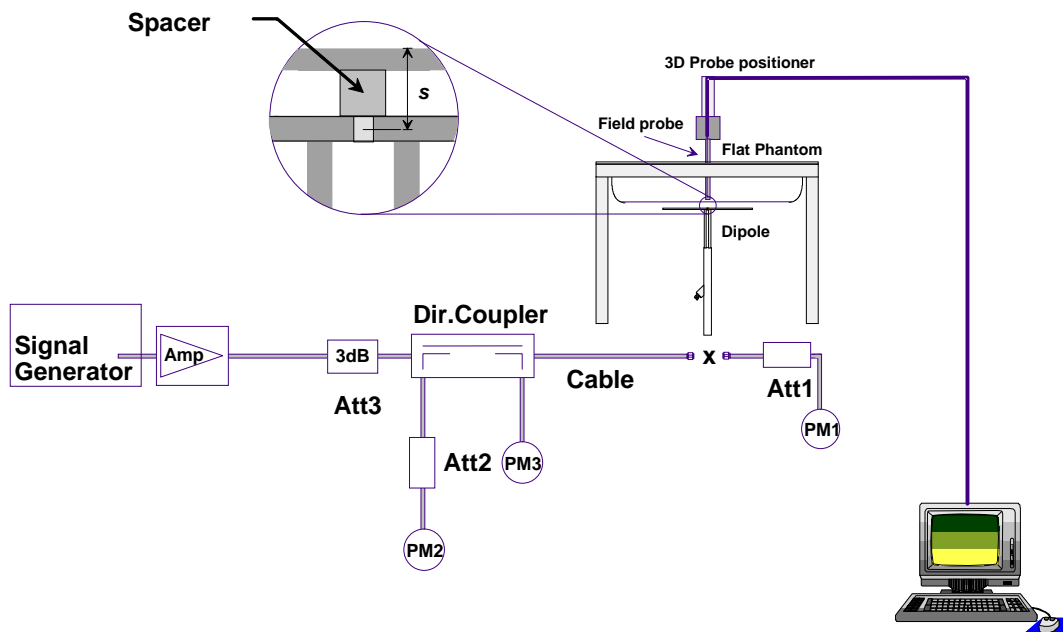 Spacer
s
3D Probe positioner
Field probe
Flat Phantom
Dipole
Dir.Coupler
Signal
Generator
Amp
3dB
Att3
Cable
X
Att1
PM1
Att2
PM3
PM2